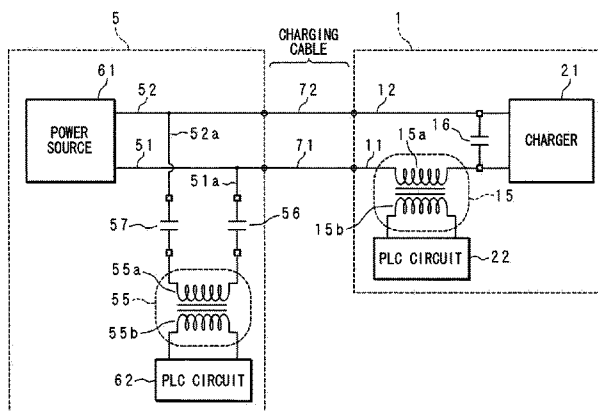 5
CHARGING
CABLE
1
61
52
72
12
21
POWER
SOURCE
52a
16
CHARGER
51
71
11
15a
51a
15
57
56
15b
PLC CIRCUIT
22
55a
55
55b
62
PLC CIRCUIT